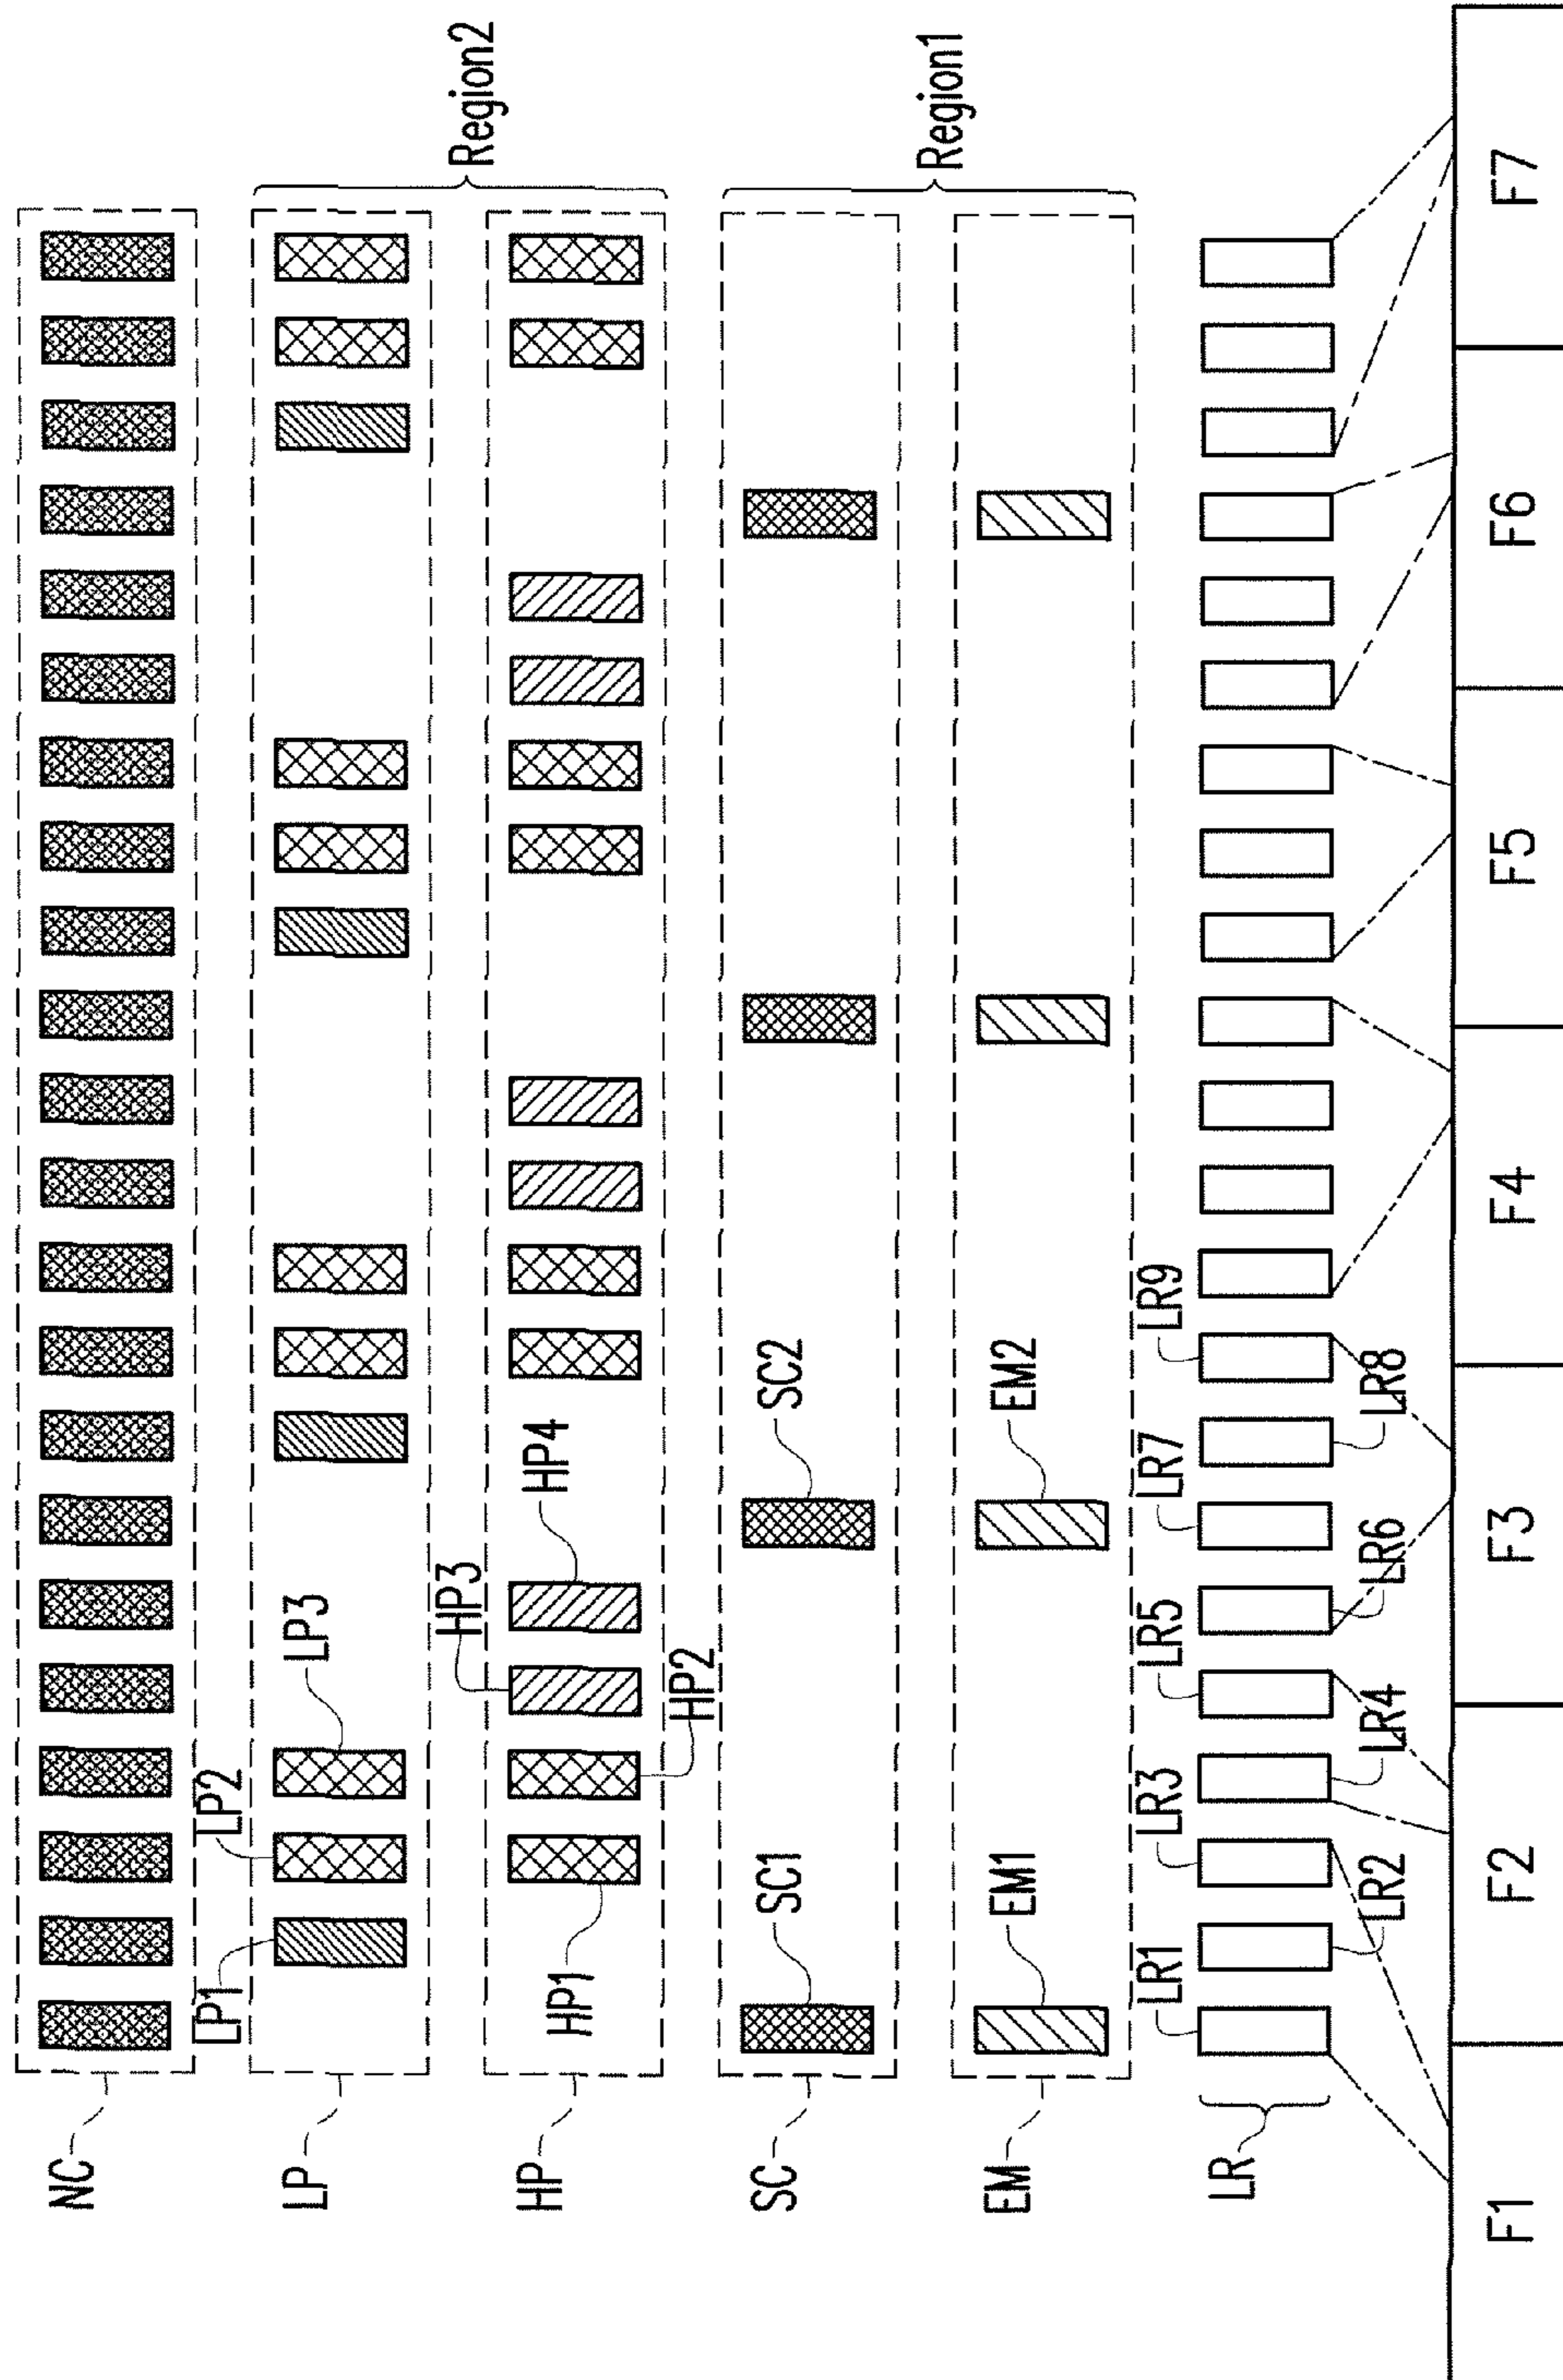 NC
LP
LP1
LP2
LP3
Region2
HP
HP1
HP2
HP3
HP4
SC
SC1
SC2
Region1
EM
EM1
EM2
LR
LR1
LR2
LR3
LR4
LR5
LR6
LR7
LR8
LR9
F1
F2
F3
F4
F5
F6
F7